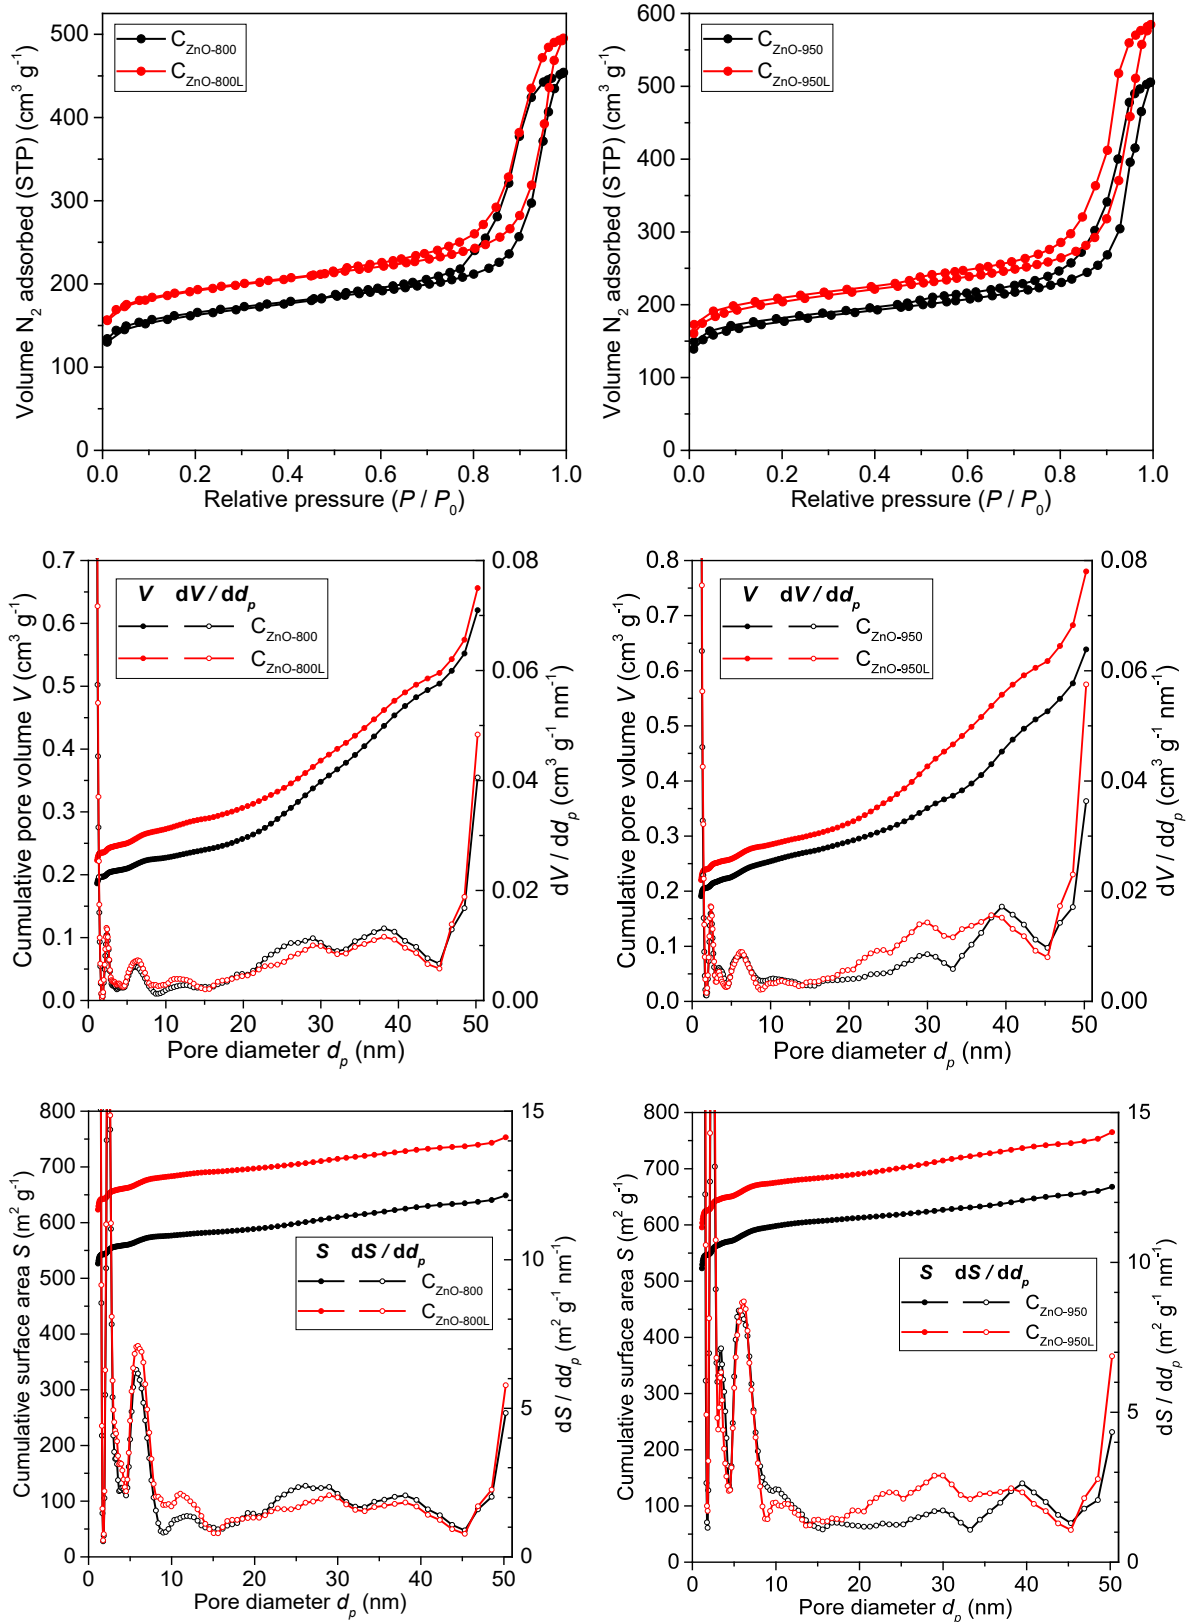 Volume N2 adsorbed (STP) (cm3 g-1)
500
400
300
200
100
0
CZnO-800
CZnO-800L
0.0 0.2 0.4 0.6 0.8 1.0
Relative pressure (P / P0)
Volume N2 adsorbed (STP) (cm3 g-1)
600
500
400
300
200
100
0
CZnO-950
CZnO-950L
0.0 0.2 0.4 0.6 0.8 1.0
Relative pressure (P / P0)
Cumulative pore volume V (cm3 g-1)
0.7
0.6
0.5
0.4
0.3
0.2
0.1
0.0
V dV / ddp
CZnO-800
CZnO-800L
0.08
0.06
0.04
0.02
0.00
dV / ddp (cm3 g-1 nm-1)
0 10 20 30 40 50
Pore diameter dp (nm)
Cumulative pore volume V (cm3 g-1)
0.8
0.7
0.6
0.5
0.4
0.3
0.2
0.1
0.0
V dV / ddp
CZnO-950
CZnO-950L
0.08
0.06
0.04
0.02
0.00
dV / ddp (cm3 g-1 nm-1)
0 10 20 30 40 50
Pore diameter dp (nm)
Cumulative surface area S (m2 g-1)
800
700
600
500
400
300
200
100
0
S dS / ddp
CZnO-800
CZnO-800L
15
10
5
0
dS / ddp (m2 g-1 nm-1)
0 10 20 30 40 50
Pore diameter dp (nm)
Cumulative surface area S (m2 g-1)
800
700
600
500
400
300
200
100
0
S dS / ddp
CZnO-950
CZnO-950L
15
10
5
0
dS / ddp (m2 g-1 nm-1)
0 10 20 30 40 50
Pore diameter dp (nm)